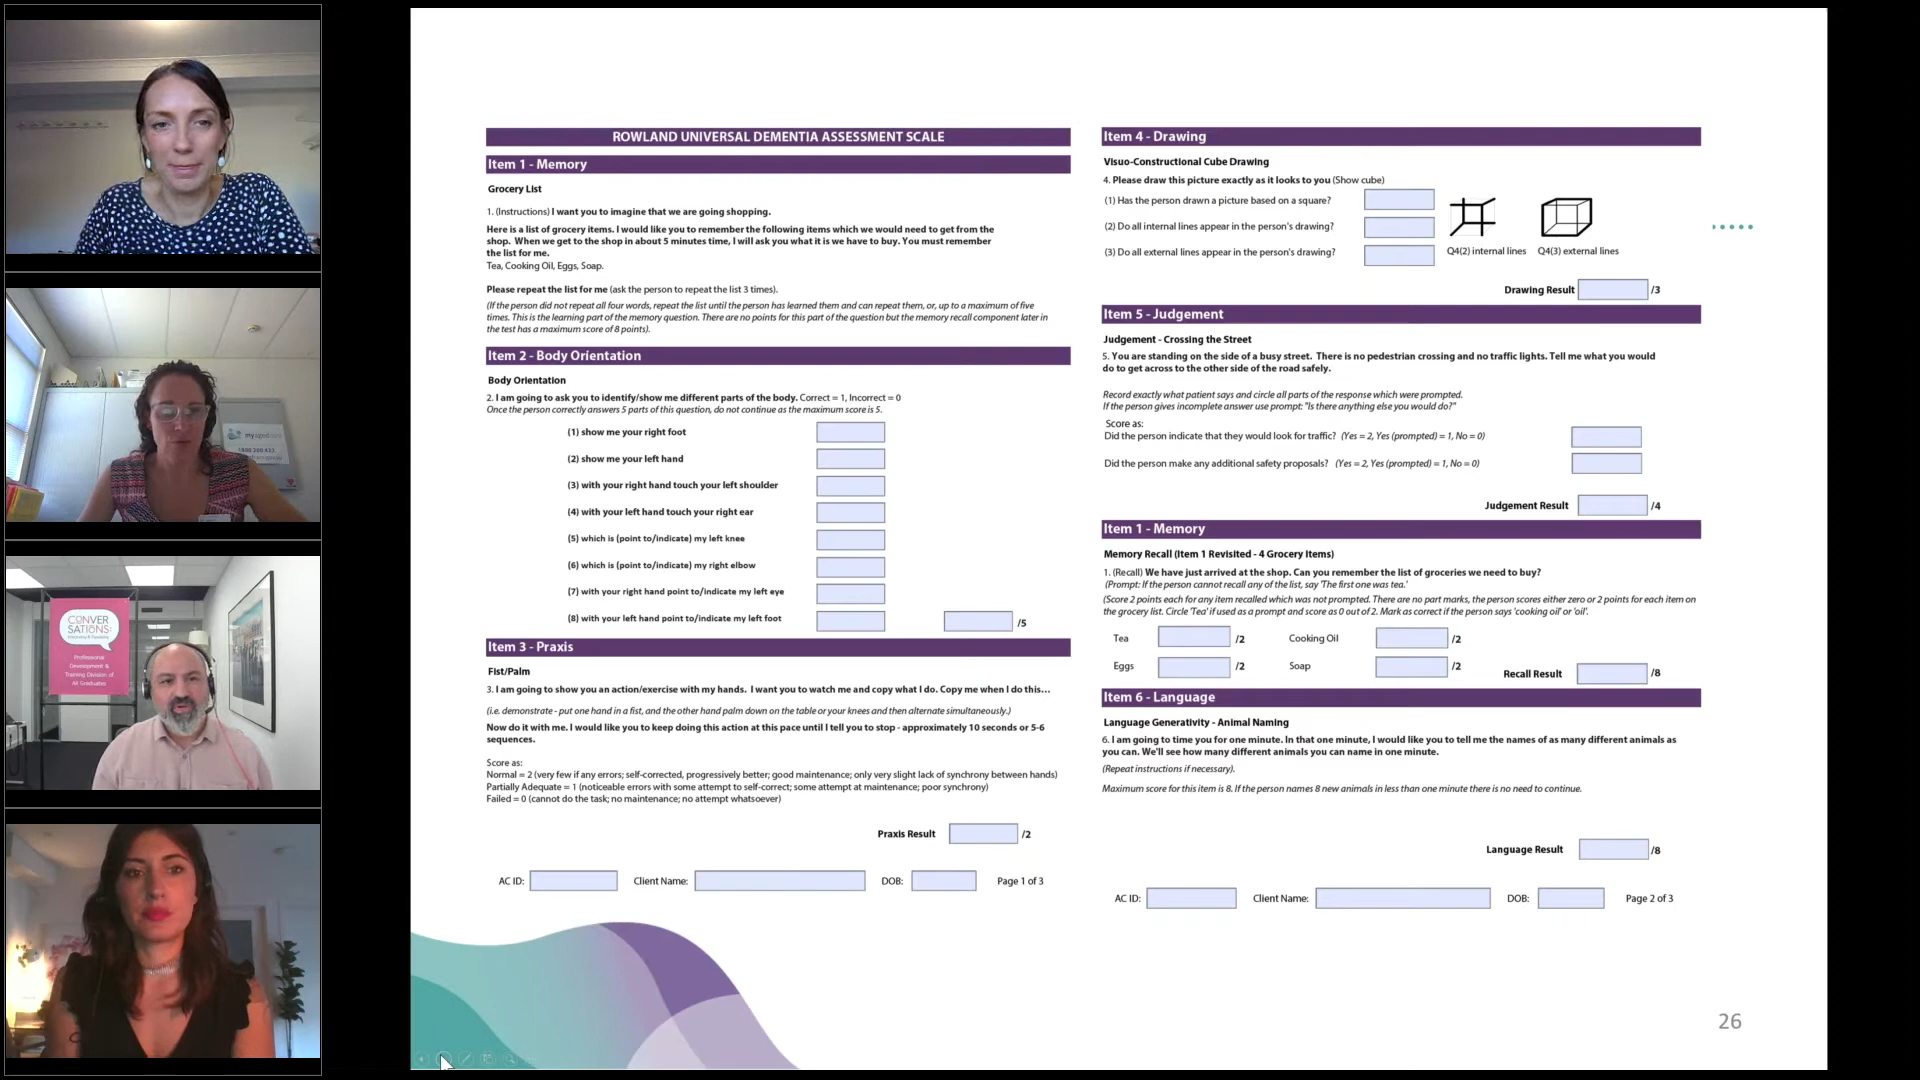 ROWLAND UNIVERSAL DEMENTIA ASSESSMENT SCALE
Item 1 - Memory
Grocery List
1. (Instructions) I want you to imagine that we are going shopping.
Here is a list of grocery items. I would like you to remember the following items which we would need to get from the
shop. When we get to the shop in about 5 minutes time, I will ask you what it is we have to buy. You must remember
the list for me.
Tea, Cooking Oil, Eggs, Soap.
Please repeat the list for me (ask the person to repeat the list 3 times).
(If the person did not repeat all four words, repeat the list until the person has learned them and can repeat them, or, up to a maximum of five
times. This is the learning part of the memory question. There are no points for this part of the question but the memory recall component later in
the test has a maximum score of 8 points).
Item 2 - Body Orientation
Body Orientation
2. I am going to ask you to identify/show me different parts of the body. Correct = 1, Incorrect = 0
Once the person correctly answers 5 parts of this question, do not continue as the maximum score is 5.
(1) show me your right foot
(2) show me your left hand
(3) with your right hand touch your left shoulder
(4) with your left hand touch your right ear
(5) which is (point to/indicate) my left knee
(6) which is (point to/indicate) my right elbow
(7) with your right hand point to/indicate my left eye
(8) with your left hand point to/indicate my left foot
/5
Item 3 - Praxis
Fist/Palm
3. I am going to show you an action/exercise with my hands. I want you to watch me and copy what I do. Copy me when I do this...
(i.e. demonstrate - put one hand in a fist, and the other hand palm down on the table or your knees and then alternate simultaneously.)
Now do it with me. I would like you to keep doing this action at this pace until I tell you to stop - approximately 10 seconds or 5-6
sequences.
Score as:
Normal = 2 (very few if any errors; self-corrected, progressively better; good maintenance; only very slight lack of synchrony between hands)
Partially Adequate = 1 (noticeable errors with some attempt to self-correct; some attempt at maintenance; poor synchrony)
Failed = 0 (cannot do the task; no maintenance; no attempt whatsoever)
Praxis Result /2
AC ID: Client Name: DOB: Page 1 of 3
Item 4 - Drawing
Visuo-Constructional Cube Drawing
4. Please draw this picture exactly as it looks to you (Show cube)
(1) Has the person drawn a picture based on a square?
(2) Do all internal lines appear in the person's drawing?
(3) Do all external lines appear in the person's drawing?
Q4(2) internal lines Q4(3) external lines
Drawing Result /3
Item 5 - Judgement
Judgement - Crossing the Street
5. You are standing on the side of a busy street. There is no pedestrian crossing and no traffic lights. Tell me what you would
do to get across to the other side of the road safely.
Record exactly what patient says and circle all parts of the response which were prompted.
If the person gives incomplete answer use prompt: "Is there anything else you would do?"
Score as:
Did the person indicate that they would look for traffic? (Yes = 2, Yes (prompted) = 1, No = 0)
Did the person make any additional safety proposals? (Yes = 2, Yes (prompted) = 1, No = 0)
Judgement Result /4
Item 1 - Memory
Memory Recall (Item 1 Revisited - 4 Grocery Items)
1. (Recall) We have just arrived at the shop. Can you remember the list of groceries we need to buy?
(Prompt: If the person cannot recall any of the list, say 'The first one was tea.'
(Score 2 points each for any item recalled which was not prompted. There are no part marks, the person scores either zero or 2 points for each item on
the grocery list. Circle 'Tea' if used as a prompt and score as 0 out of 2. Mark as correct if the person says 'cooking oil' or 'oil'.
Tea /2 Cooking Oil /2
Eggs /2 Soap /2 Recall Result /8
Item 6 - Language
Language Generativity - Animal Naming
6. I am going to time you for one minute. In that one minute, I would like you to tell me the names of as many different animals as
you can. We'll see how many different animals you can name in one minute.
(Repeat instructions if necessary).
Maximum score for this item is 8. If the person names 8 new animals in less than one minute there is no need to continue.
Language Result /8
AC ID: Client Name: DOB: Page 2 of 3
26
CONVER
SATIONS:
Professional
Development &
Training Division of
All Graduates